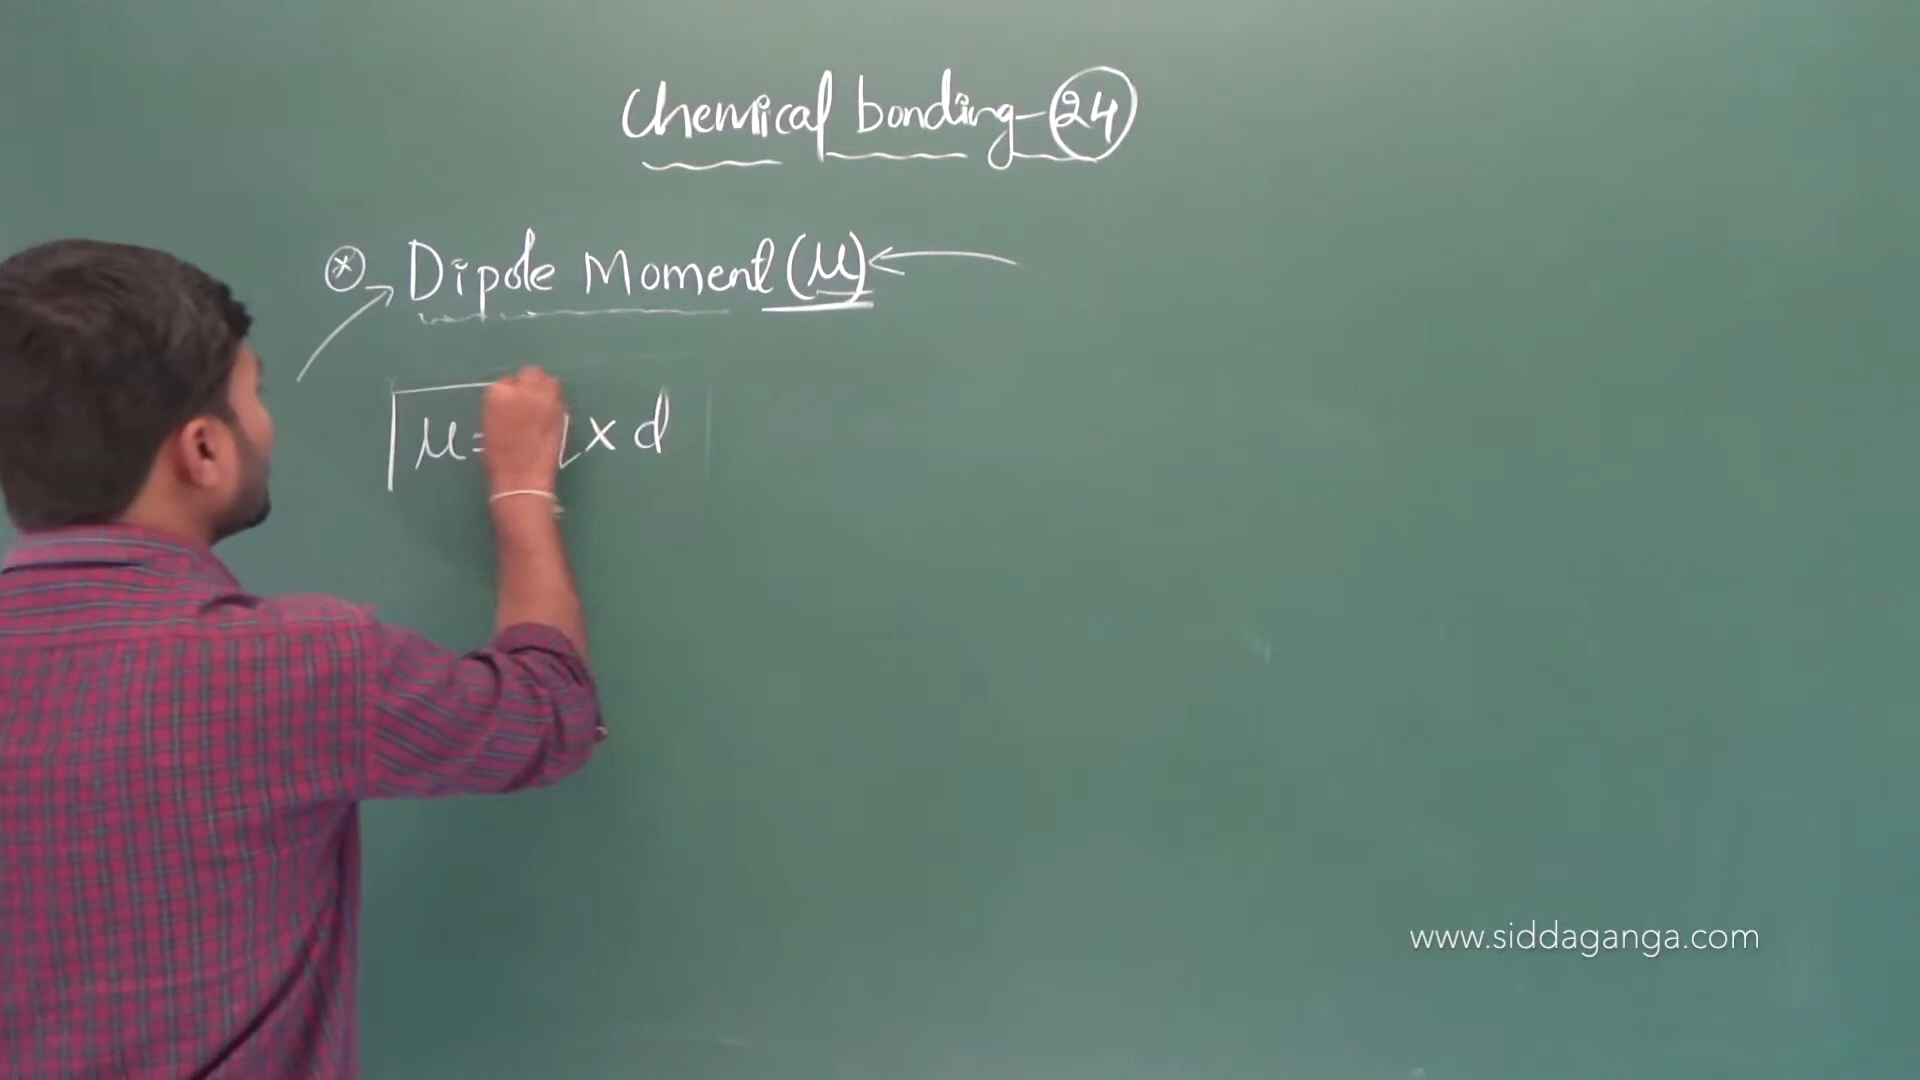 Chemical bonding-24
* Dipole Moment (μ)
μ= × d
www.siddaganga.com